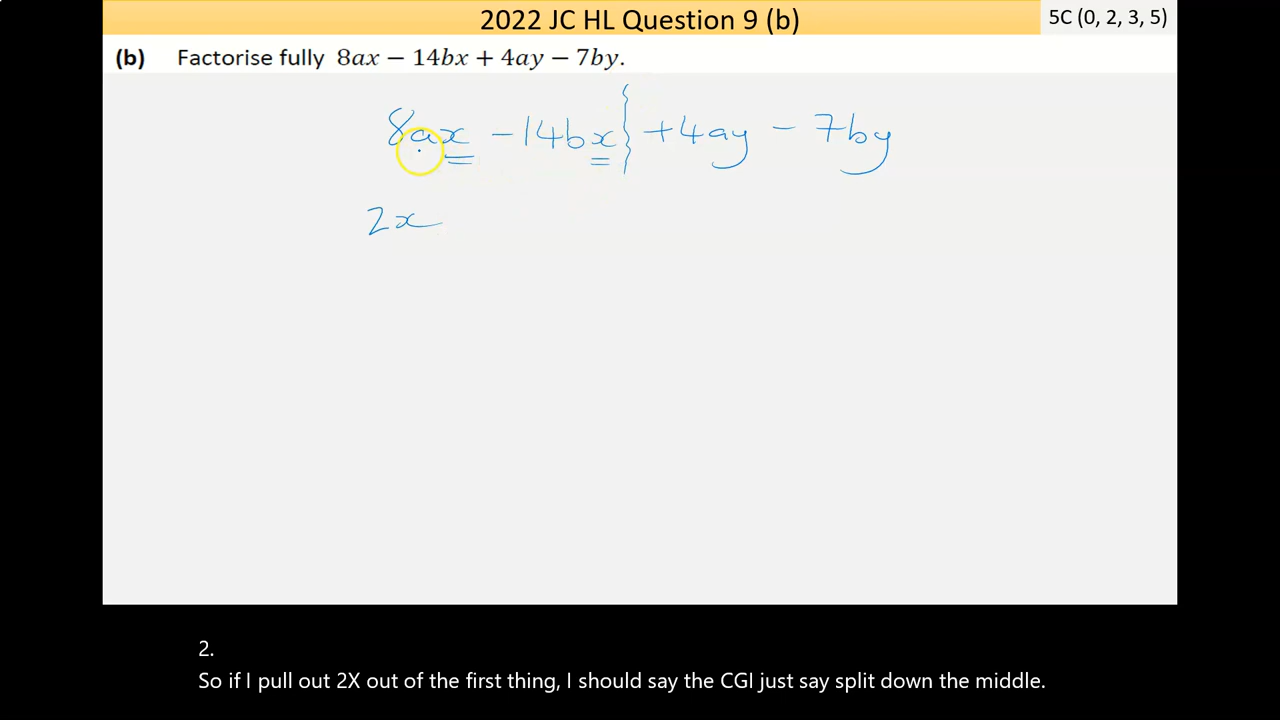 2022 JC HL Question 9 (b)
5C (0, 2, 3, 5)
(b) Factorise fully 8ax − 14bx + 4ay − 7by.
8ax − 14bx } + 4ay − 7by
2x
2.
So if I pull out 2X out of the first thing, I should say the CGI just say split down the middle.